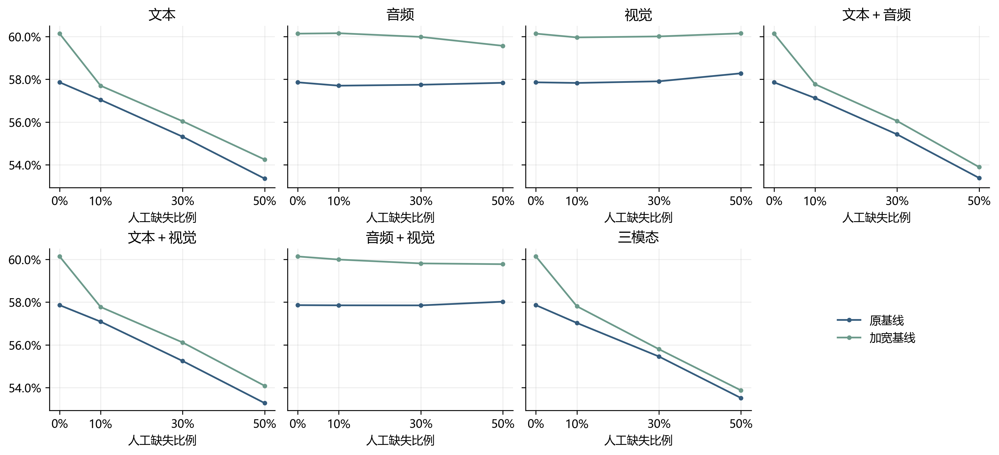 文本
音频
视觉
文本 + 音频
60.0%
58.0%
56.0%
54.0%
0% 10% 30% 50%
0% 10% 30% 50%
0% 10% 30% 50%
0% 10% 30% 50%
人工缺失比例
人工缺失比例
人工缺失比例
人工缺失比例
文本 + 视觉
音频 + 视觉
三模态
60.0%
58.0%
56.0%
54.0%
0% 10% 30% 50%
0% 10% 30% 50%
0% 10% 30% 50%
人工缺失比例
人工缺失比例
人工缺失比例
原基线
加宽基线